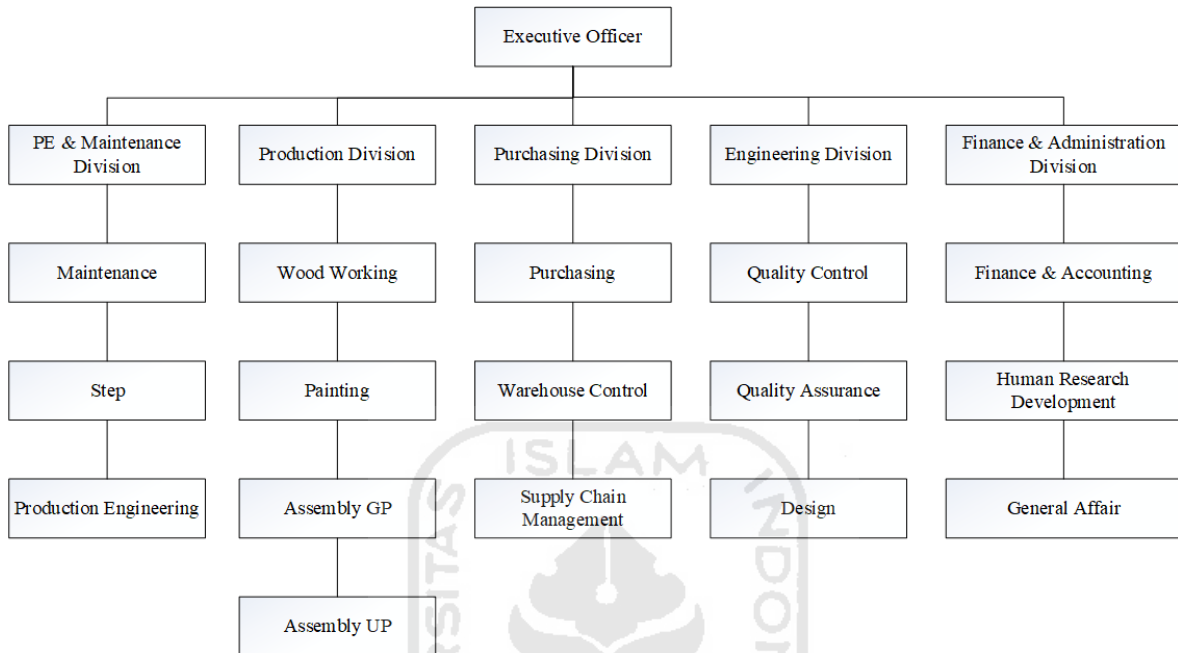 Executive Officer
PE & Maintenance
Division
Production Division
Purchasing Division
Engineering Division
Finance & Administration
Division
Maintenance
Wood Working
Purchasing
Quality Control
Finance & Accounting
Step
Painting
Warehouse Control
Quality Assurance
Human Research
Development
Production Engineering
Assembly GP
Supply Chain
Management
Design
General Affair
Assembly UP
ISLAM